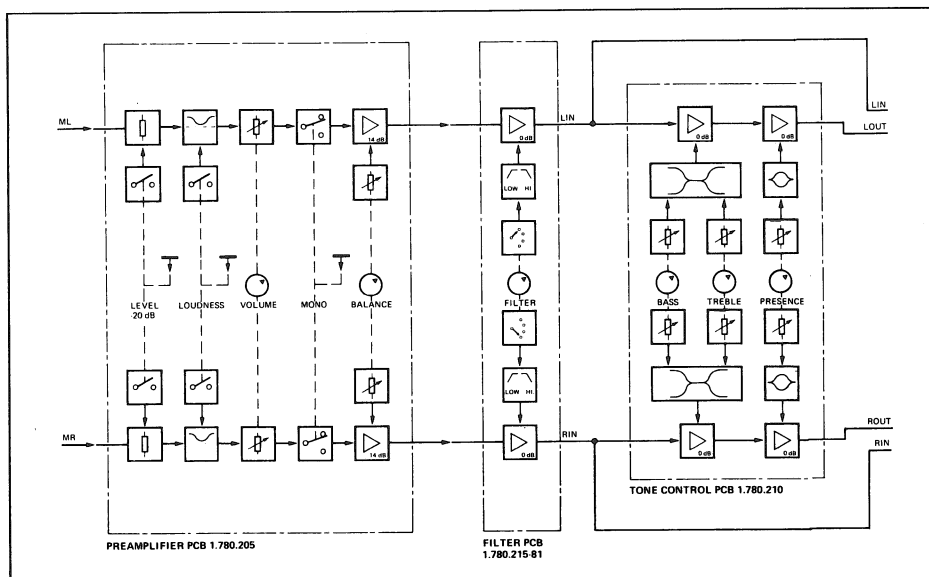 ML
14 dB
0 dB
LIN
0 dB
0 dB
LIN
LOUT
LOW HI
LEVEL
-20 dB
LOUDNESS
VOLUME
MONO
BALANCE
FILTER
BASS
TREBLE
PRESENCE
LOW HI
MR
14 dB
0 dB
RIN
0 dB
0 dB
ROUT
RIN
TONE CONTROL PCB 1.780.210
PREAMPLIFIER PCB 1.780.205
FILTER PCB
1.780.215-81